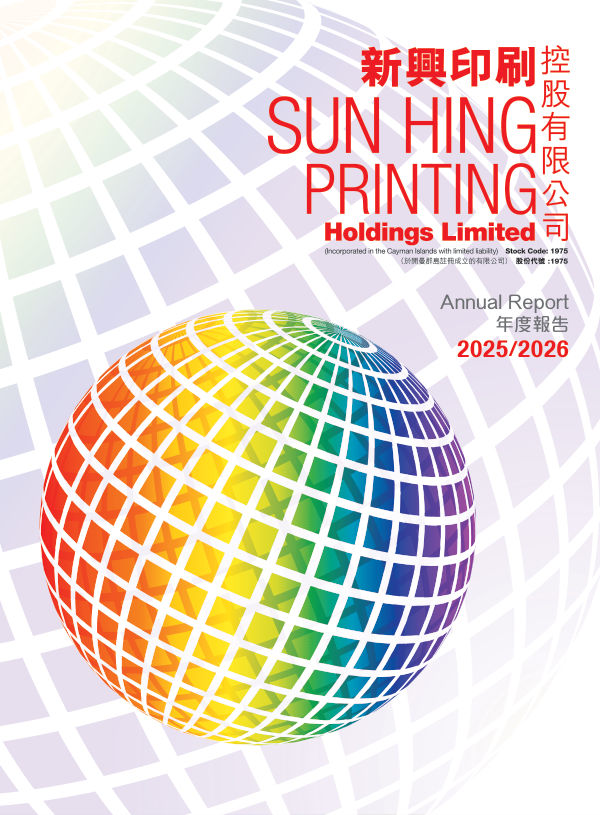 新興印刷
控股有限公司
SUN HING
PRINTING
Holdings Limited
(Incorporated in the Cayman Islands with limited liability) Stock Code: 1975
(於開曼群島註冊成立的有限公司) 股份代號 :1975
Annual Report
年度報告
2025/2026